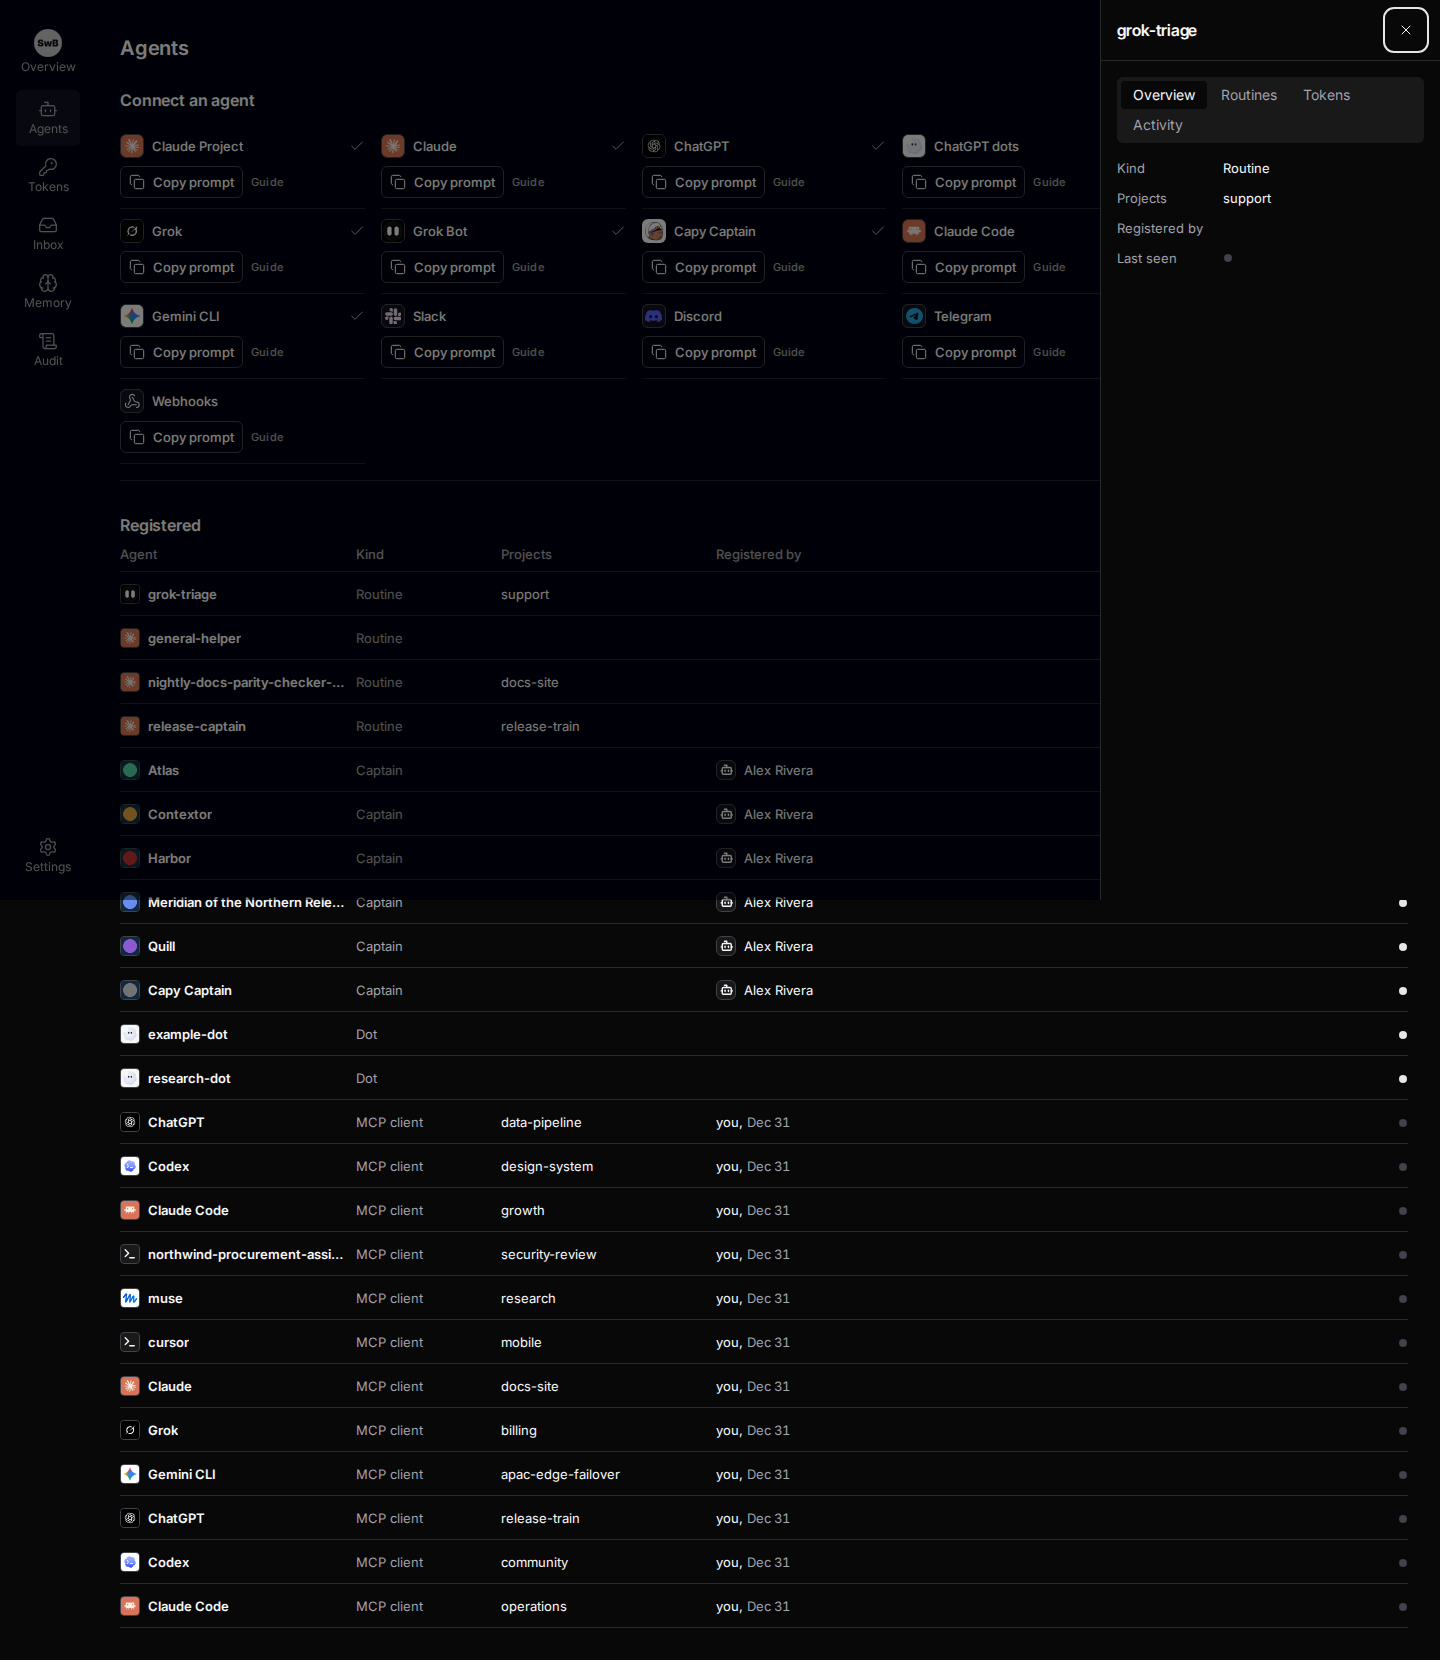 SwB
Overview
Agents
Tokens
Inbox
Memory
Audit
Settings
Agents
Connect an agent
Claude Project
Copy prompt Guide
Claude
Copy prompt Guide
ChatGPT
Copy prompt Guide
ChatGPT dots
Copy prompt Guide
Grok
Copy prompt Guide
Grok Bot
Copy prompt Guide
Capy Captain
Copy prompt Guide
Claude Code
Copy prompt Guide
Gemini CLI
Copy prompt Guide
Slack
Copy prompt Guide
Discord
Copy prompt Guide
Telegram
Copy prompt Guide
Webhooks
Copy prompt Guide
Registered
Agent Kind Projects Registered by
grok-triage Routine support
general-helper Routine
nightly-docs-parity-checker-... Routine docs-site
release-captain Routine release-train
Atlas Captain Alex Rivera
Contextor Captain Alex Rivera
Harbor Captain Alex Rivera
Meridian of the Northern Rele... Captain Alex Rivera
Quill Captain Alex Rivera
Capy Captain Captain Alex Rivera
example-dot Dot
research-dot Dot
ChatGPT MCP client data-pipeline you, Dec 31
Codex MCP client design-system you, Dec 31
Claude Code MCP client growth you, Dec 31
northwind-procurement-assi... MCP client security-review you, Dec 31
muse MCP client research you, Dec 31
cursor MCP client mobile you, Dec 31
Claude MCP client docs-site you, Dec 31
Grok MCP client billing you, Dec 31
Gemini CLI MCP client apac-edge-failover you, Dec 31
ChatGPT MCP client release-train you, Dec 31
Codex MCP client community you, Dec 31
Claude Code MCP client operations you, Dec 31
grok-triage
Overview Routines Tokens
Activity
Kind Routine
Projects support
Registered by
Last seen